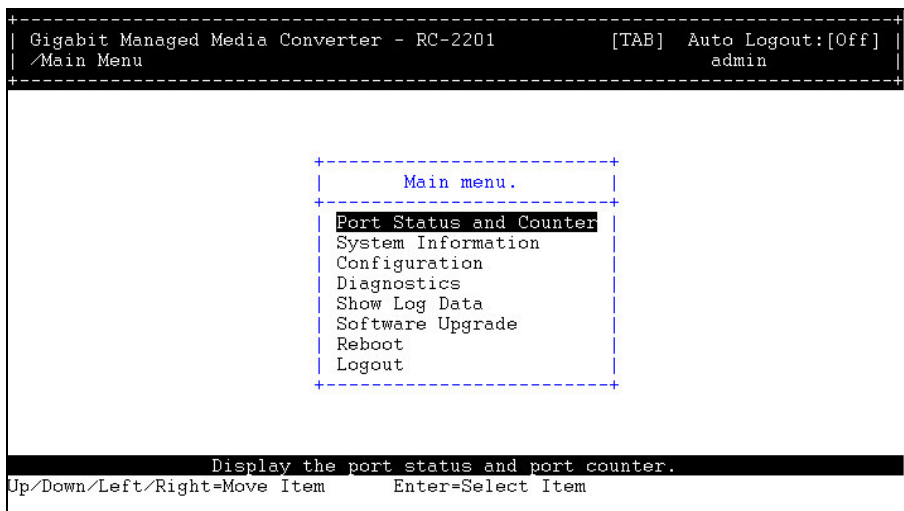 Gigabit Managed Media Converter - RC-2201 [TAB] Auto Logout:[Off]
/Main Menu admin
Main menu.
Port Status and Counter
System Information
Configuration
Diagnostics
Show Log Data
Software Upgrade
Reboot
Logout
Display the port status and port counter.
Up/Down/Left/Right=Move Item Enter=Select Item